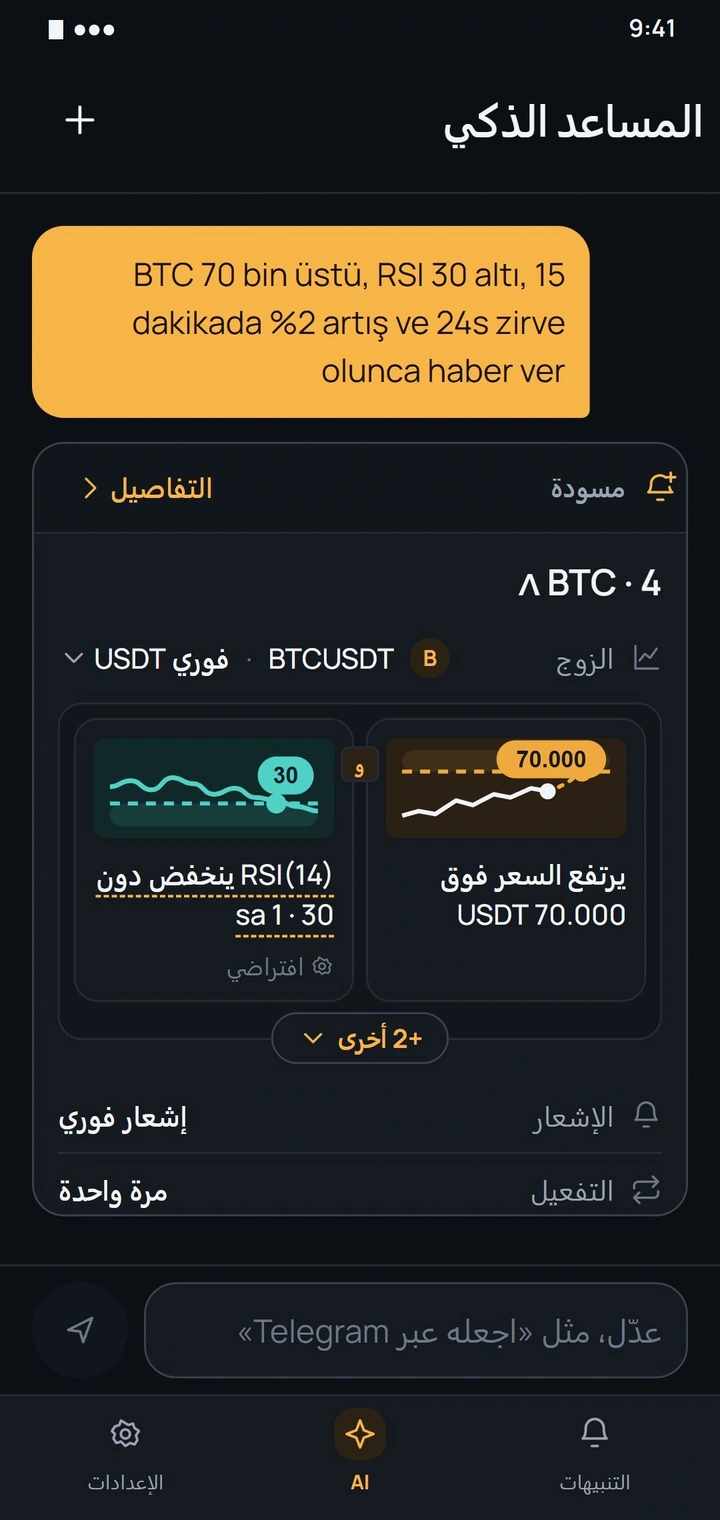 9:41
المساعد الذكي
BTC 70 bin üstü, RSI 30 altı, 15
dakikada %2 artış ve 24s zirve
olunca haber ver
مسودة
التفاصيل
Λ BTC · 4
الزوج
B BTCUSDT · فوري USDT
70.000
يرتفع السعر فوق
USDT 70.000
و
30
RSI(14) ينخفض دون
sa 1 · 30
افتراضي
+2 أخرى
الإشعار
إشعار فوري
التفعيل
مرة واحدة
عدّل، مثل «اجعله عبر Telegram»
التنبيهات
AI
الإعدادات